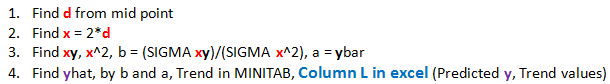 1. Find d from mid point
2. Find x = 2*d
3. Find xy, x^2, b = (SIGMA xy)/(SIGMA x^2), a = ybar
4. Find yhat, by b and a, Trend in MINITAB, Column L in excel (Predicted y, Trend values)